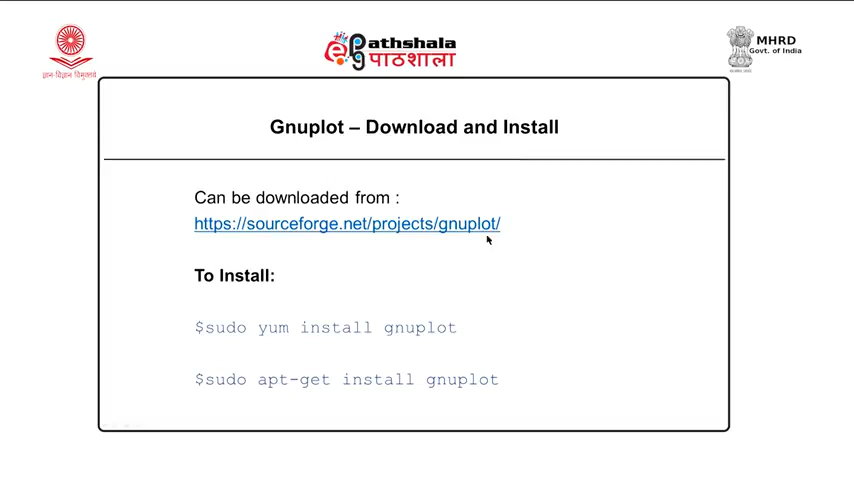 ज्ञान-विज्ञान विमुक्तये
ePathshala
पाठशाला
MHRD
Govt. of India
Gnuplot – Download and Install
Can be downloaded from :
https://sourceforge.net/projects/gnuplot/
To Install:
$sudo yum install gnuplot
$sudo apt-get install gnuplot